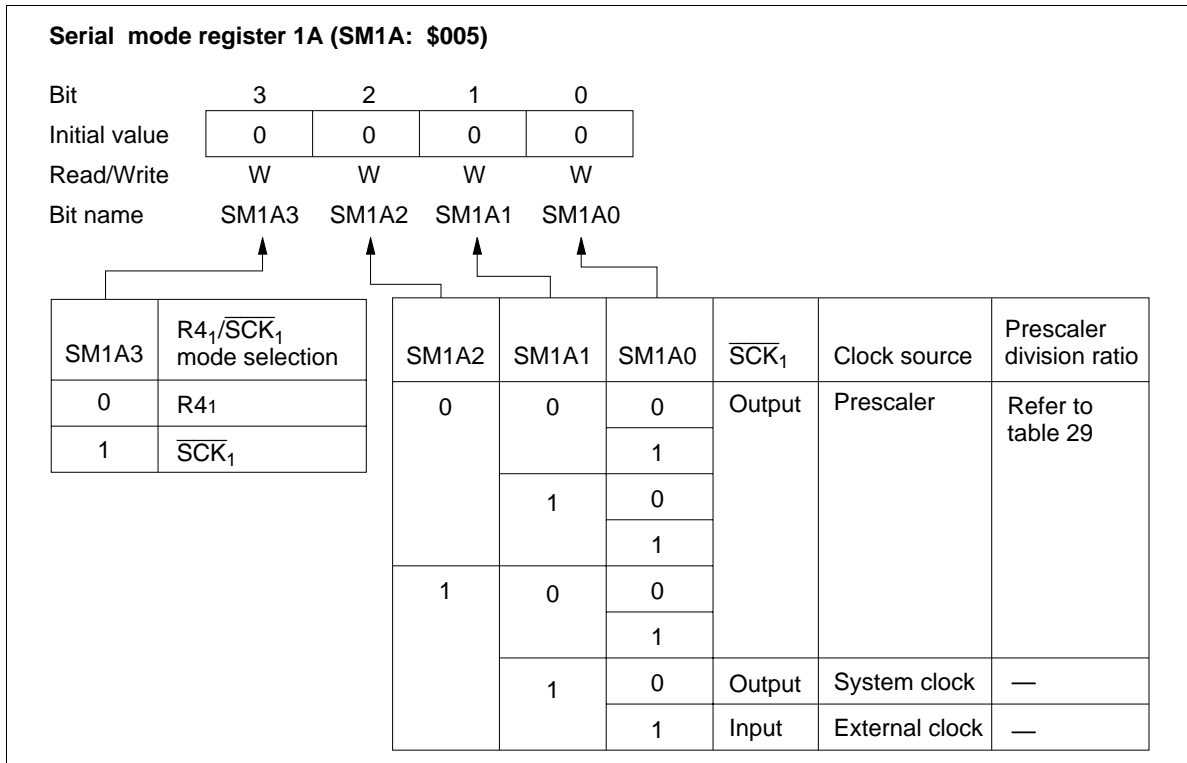 Serial mode register 1A (SM1A: $005)
Bit 3 2 1 0
Initial value 0 0 0 0
Read/Write W W W W
Bit name SM1A3 SM1A2 SM1A1 SM1A0
SM1A3 R4₁/S̅C̅K̅₁ mode selection
0 R4₁
1 S̅C̅K̅₁
SM1A2 SM1A1 SM1A0 S̅C̅K̅₁ Clock source Prescaler division ratio
0 0 0 Output Prescaler Refer to table 29
1
1 0
1
1 0 0
1
1 0 Output System clock —
1 Input External clock —